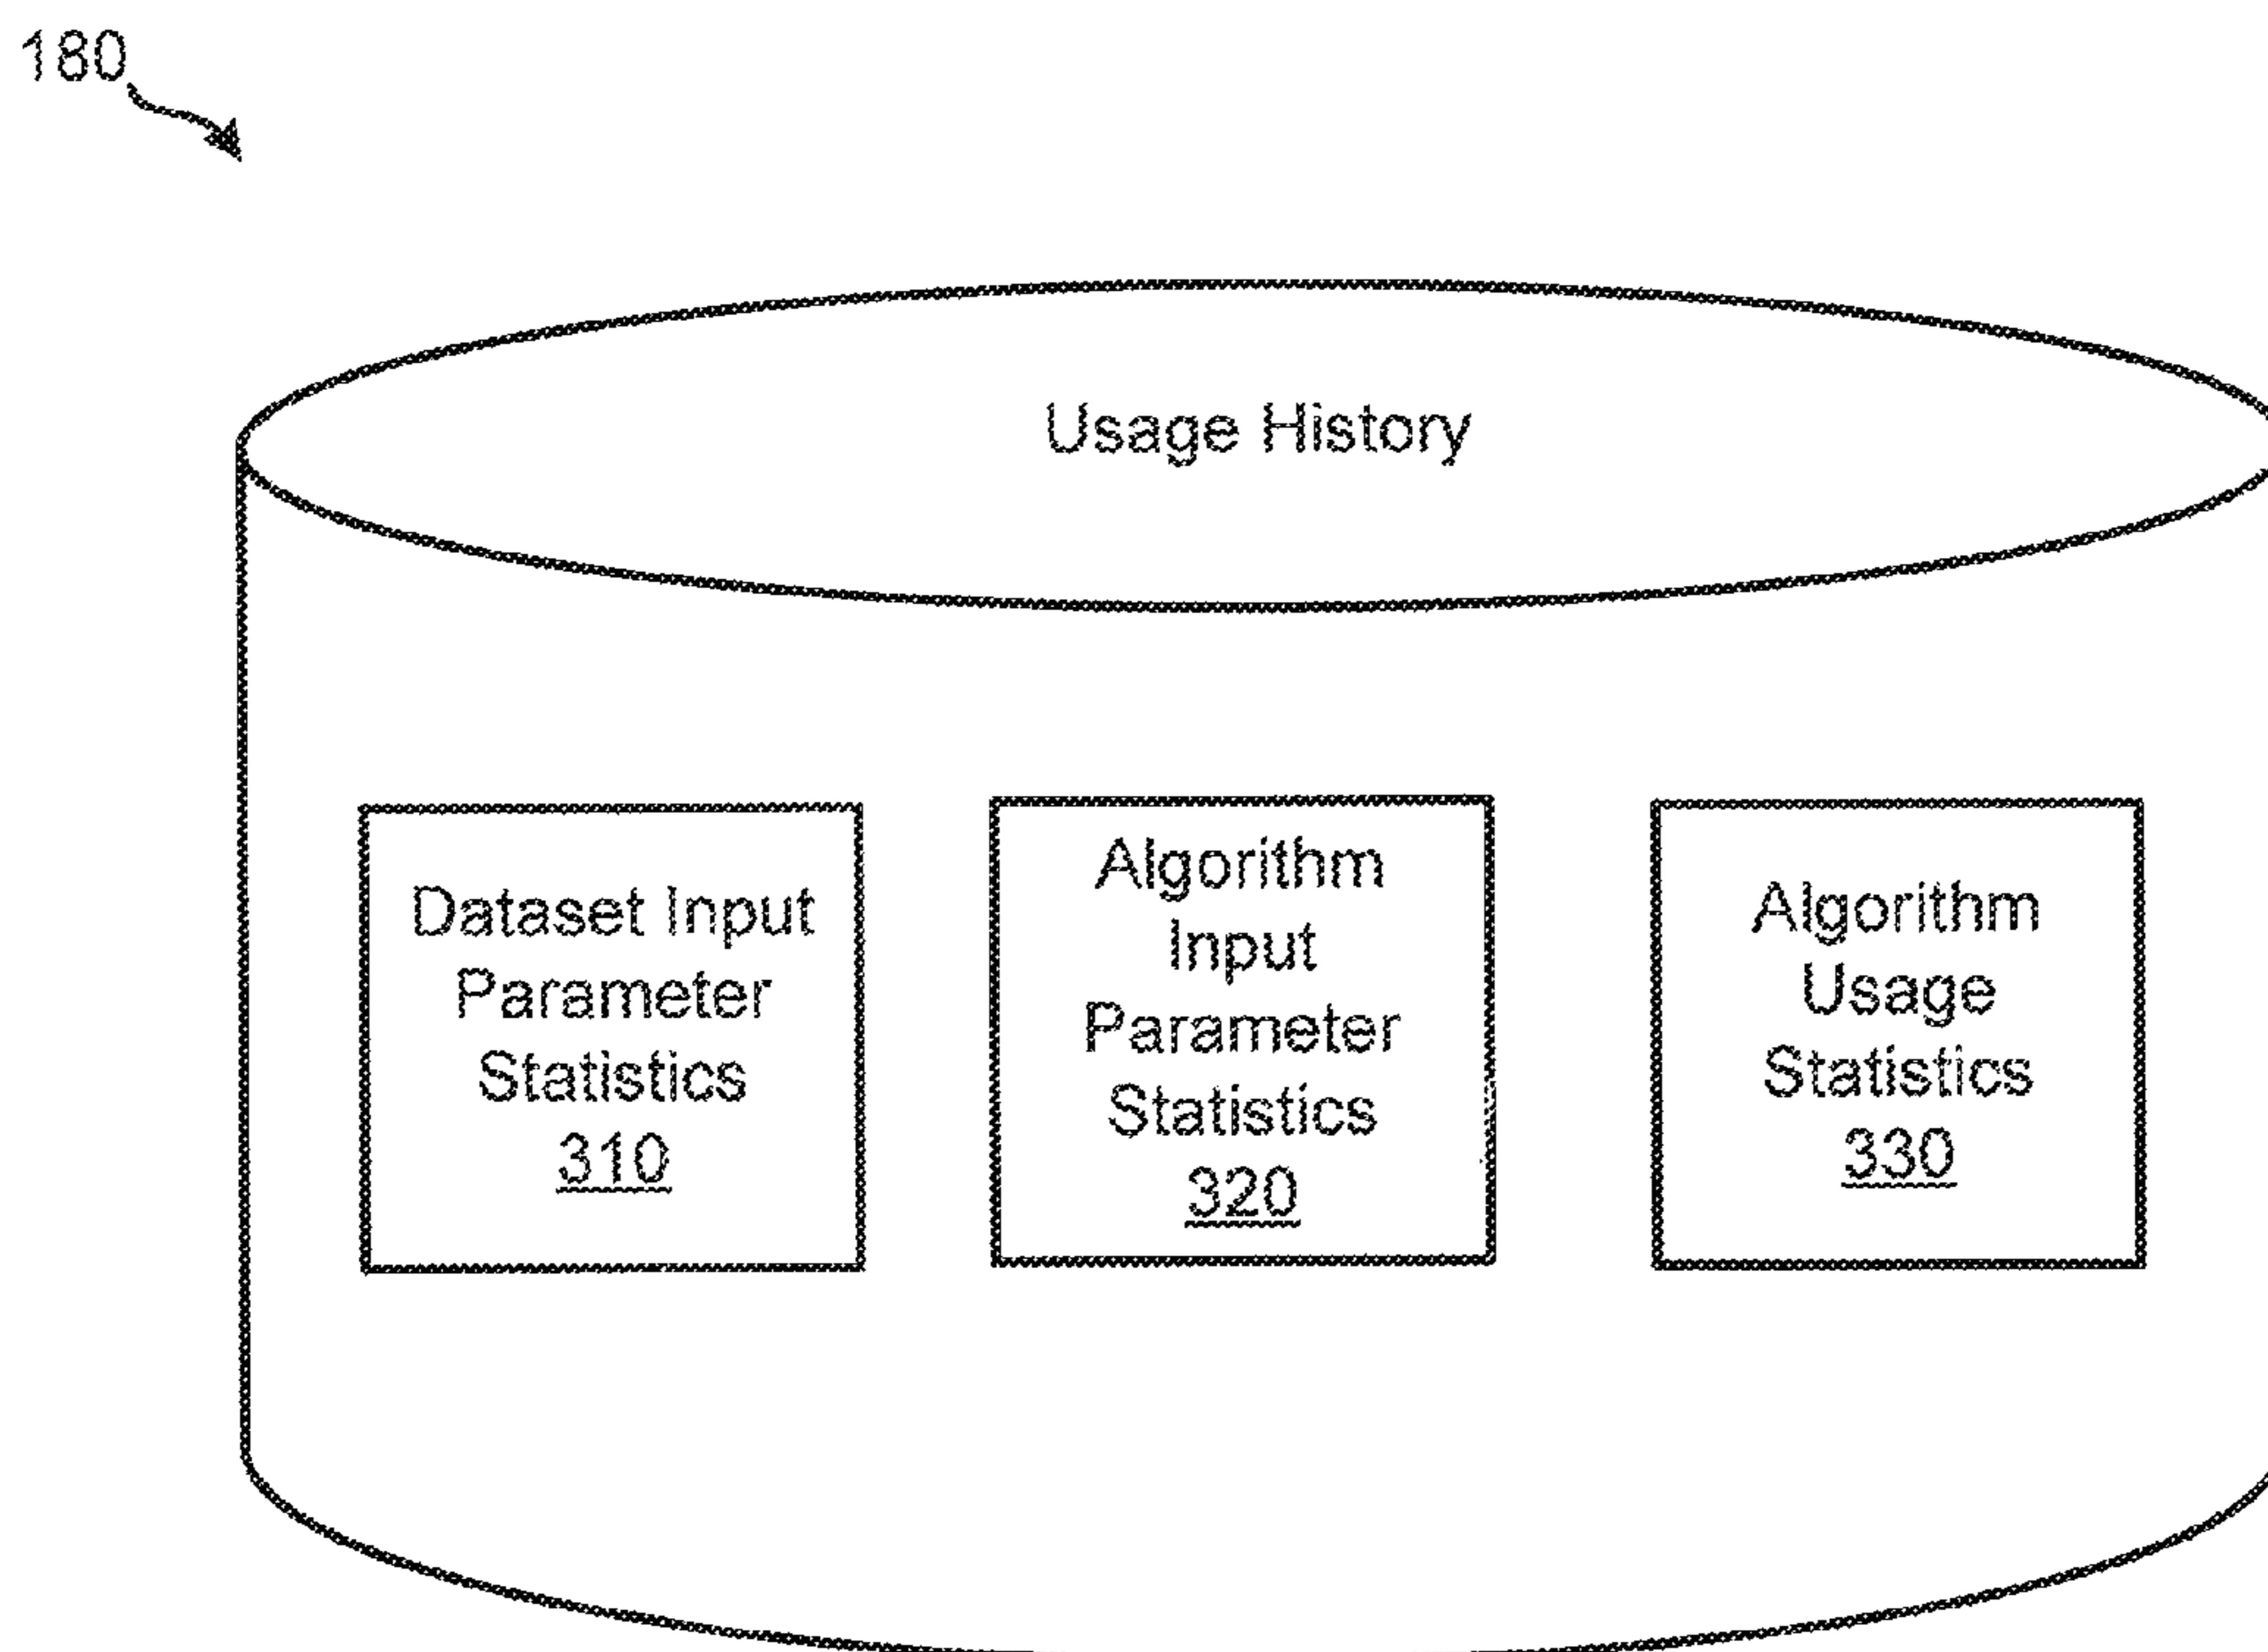 180
Usage History
Dataset Input
Parameter
Statistics
310
Algorithm
Input
Parameter
Statistics
320
Algorithm
Usage
Statistics
330